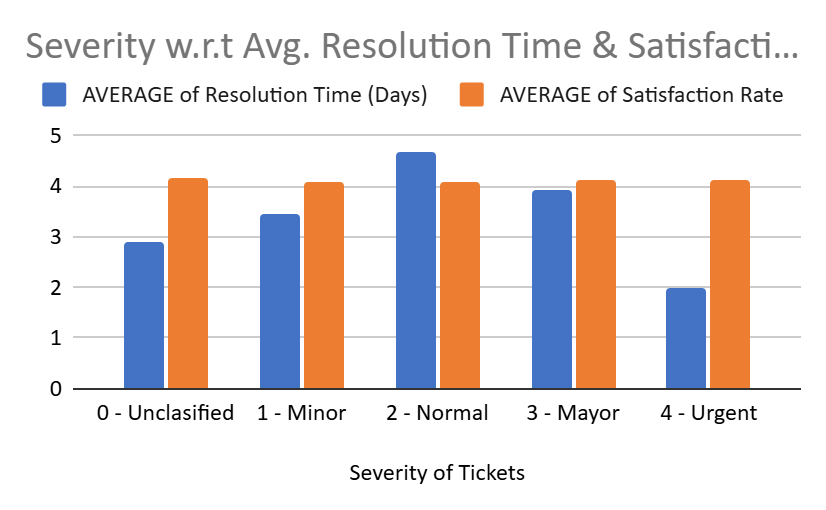 Severity w.r.t Avg. Resolution Time & Satisfacti...
AVERAGE of Resolution Time (Days) AVERAGE of Satisfaction Rate
5
4
3
2
1
0
0 - Unclasified 1 - Minor 2 - Normal 3 - Mayor 4 - Urgent
Severity of Tickets